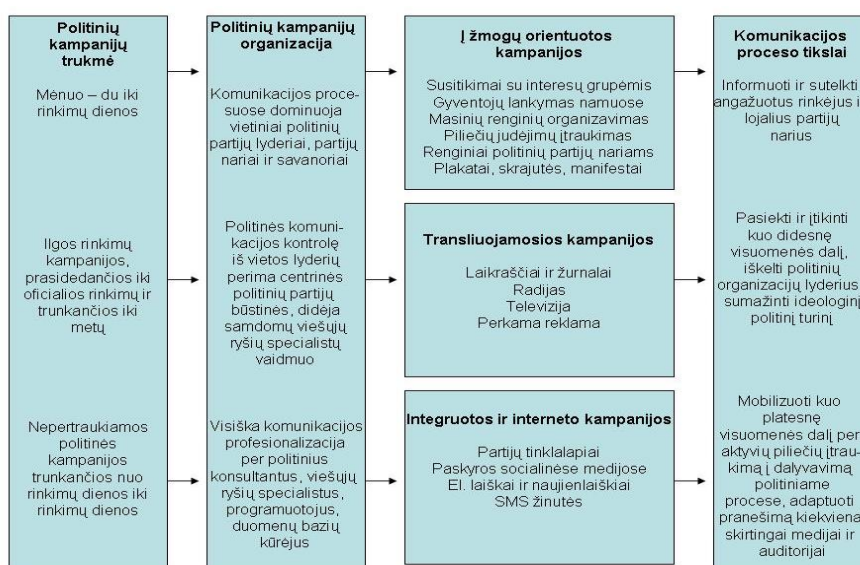 Politinių
kampanijų
trukmė
Mėnuo – du iki
rinkimų dienos
Ilgos rinkimų
kampanijos,
prasidedančios iki
oficialios rinkimų ir
trunkančios iki
metų
Nepertraukiamos
politinės
kampanijos
trunkančios nuo
rinkimų dienos iki
rinkimų dienos
Politinių kampanijų
organizacija
Komunikacijos proce-
suose dominuoja
vietiniai politinių
partijų lyderiai, partijų
nariai ir savanoriai
Politinės komuni-
kacijos kontrolę
iš vietos lyderių
perima centrinės
politinių partijų
būstinės, didėja
samdomų viešųjų
ryšių specialistų
vaidmuo
Visiška komunikacijos
profesionalizacija
per politinius
konsultantus, viešųjų
ryšių specialistus,
programuotojus,
duomenų bazių
kūrėjus
Į žmogų orientuotos
kampanijos
Susitikimai su interesų grupėmis
Gyventojų lankymas namuose
Masinių renginių organizavimas
Piliečių judėjimų įtraukimas
Renginiai politinių partijų nariams
Plakatai, skrajutės, manifestai
Transliuojamosios kampanijos
Laikraščiai ir žurnalai
Radijas
Televizija
Perkama reklama
Integruotos ir interneto kampanijos
Partijų tinklalapiai
Paskyros socialinėse medijose
El. laiškai ir naujienlaiškiai
SMS žinutės
Komunikacijos
proceso tikslai
Informuoti ir sutelkti
angažuotus rinkėjus i
lojalius partijų
narius
Pasiekti ir įtikinti
kuo didesnę
visuomenės dalį,
iškelti politinių
organizacijų lyderius
sumažinti ideologinį
politinį turinį
Mobilizuoti kuo
platesnę
visuomenės dalį per
aktyvių piliečių įtrau-
kimą į dalyvavimą
politiniame
procese, adaptuoti
pranešimą kiekviena
skirtingai medijai ir
auditorijai